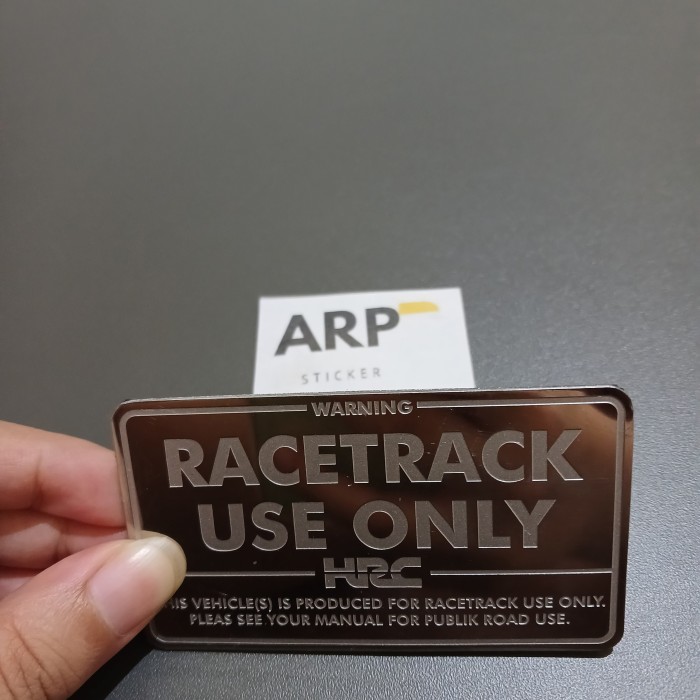 ARP
STICKER
WARNING
RACETRACK
USE ONLY
HRC
THIS VEHICLE(S) IS PRODUCED FOR RACETRACK USE ONLY.
PLEAS SEE YOUR MANUAL FOR PUBLIK ROAD USE.